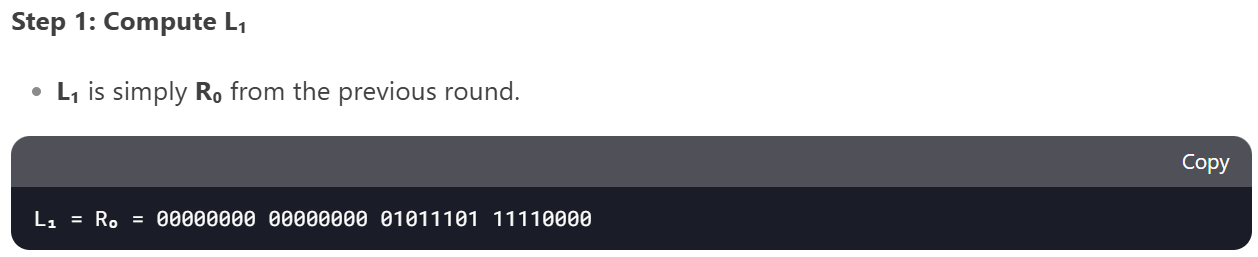 Step 1: Compute L₁
• L₁ is simply R₀ from the previous round.
Copy
L₁ = R₀ = 00000000 00000000 01011101 11110000